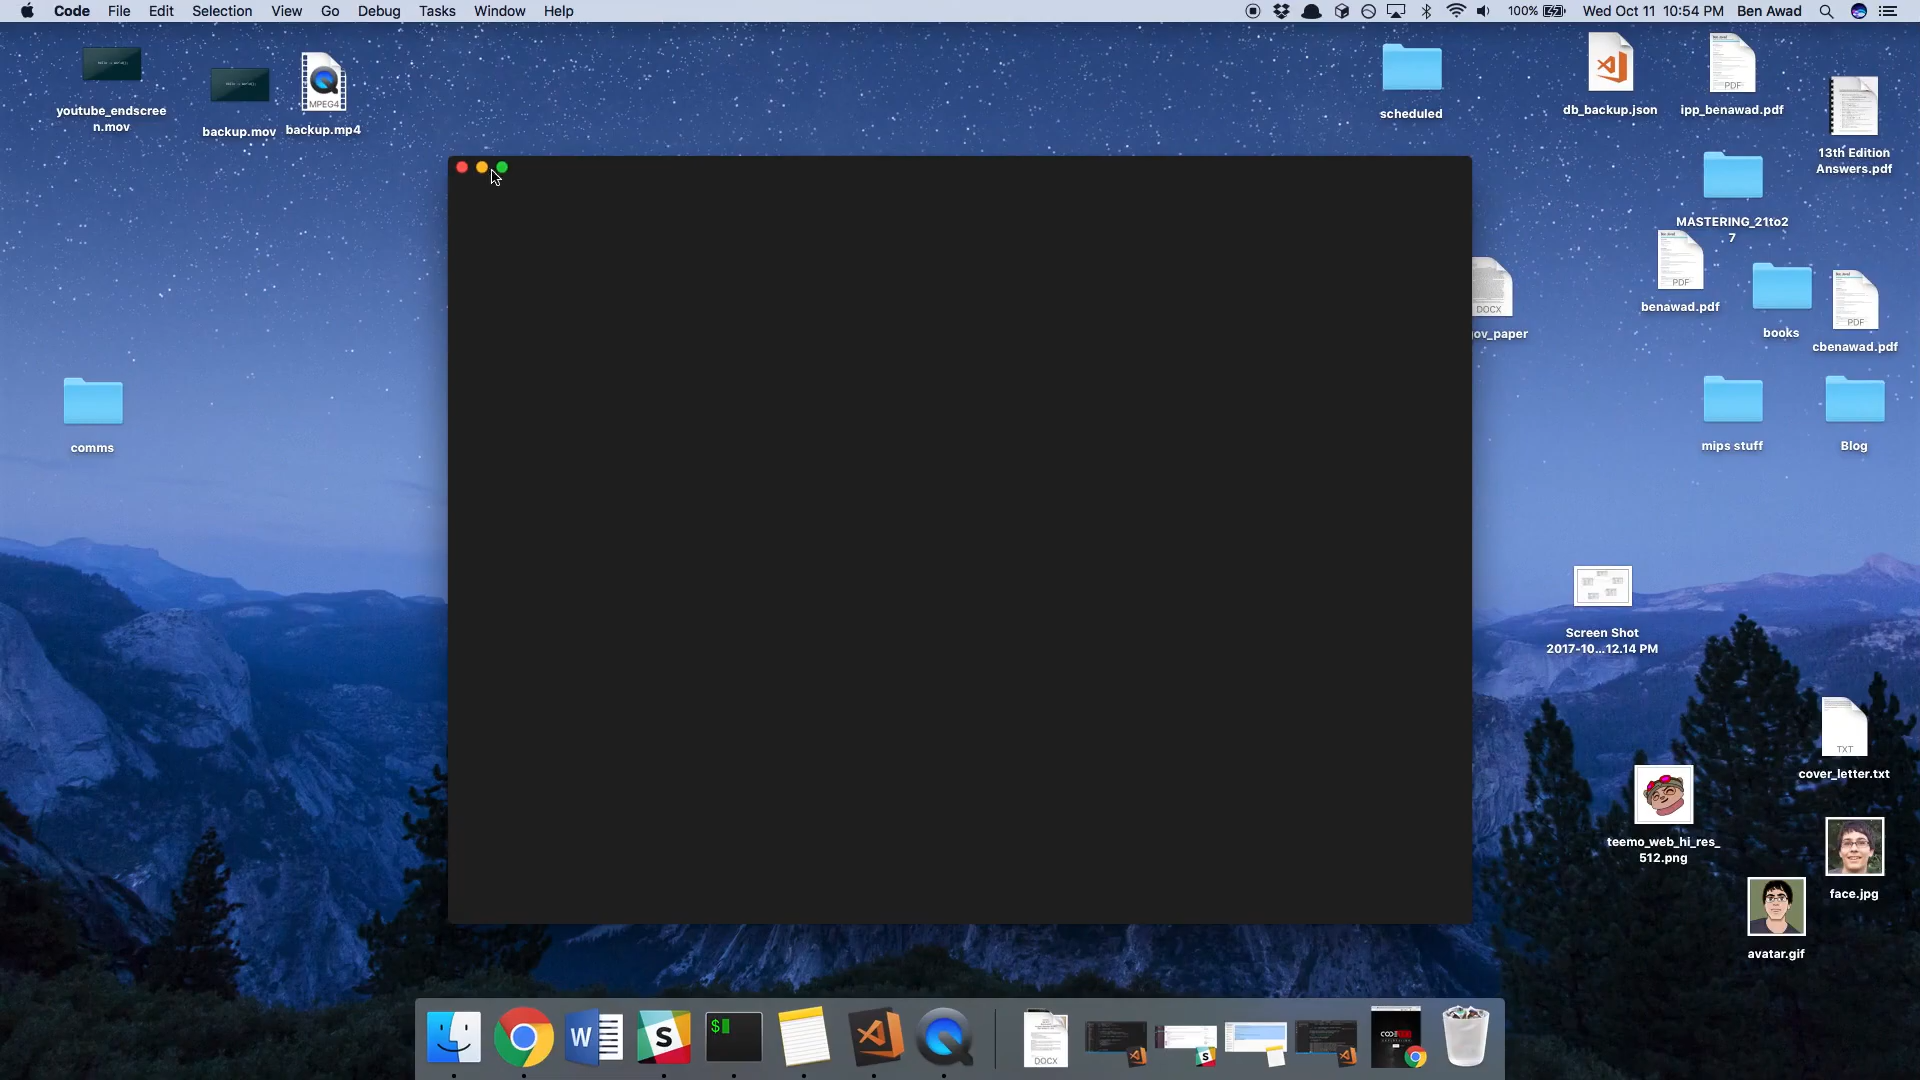 Code File Edit Selection View Go Debug Tasks Window Help
100% Wed Oct 11 10:54 PM Ben Awad
youtube_endscree
n.mov
backup.mov
MPEG4
backup.mp4
scheduled
db_backup.json
PDF
ipp_benawad.pdf
13th Edition
Answers.pdf
MASTERING_21to2
7
PDF
benawad.pdf
books
PDF
cbenawad.pdf
DOCX
gov_paper
comms
mips stuff
Blog
Screen Shot
2017-10...12.14 PM
TXT
cover_letter.txt
teemo_web_hi_res_
512.png
face.jpg
avatar.gif
W
S
$
DOCX